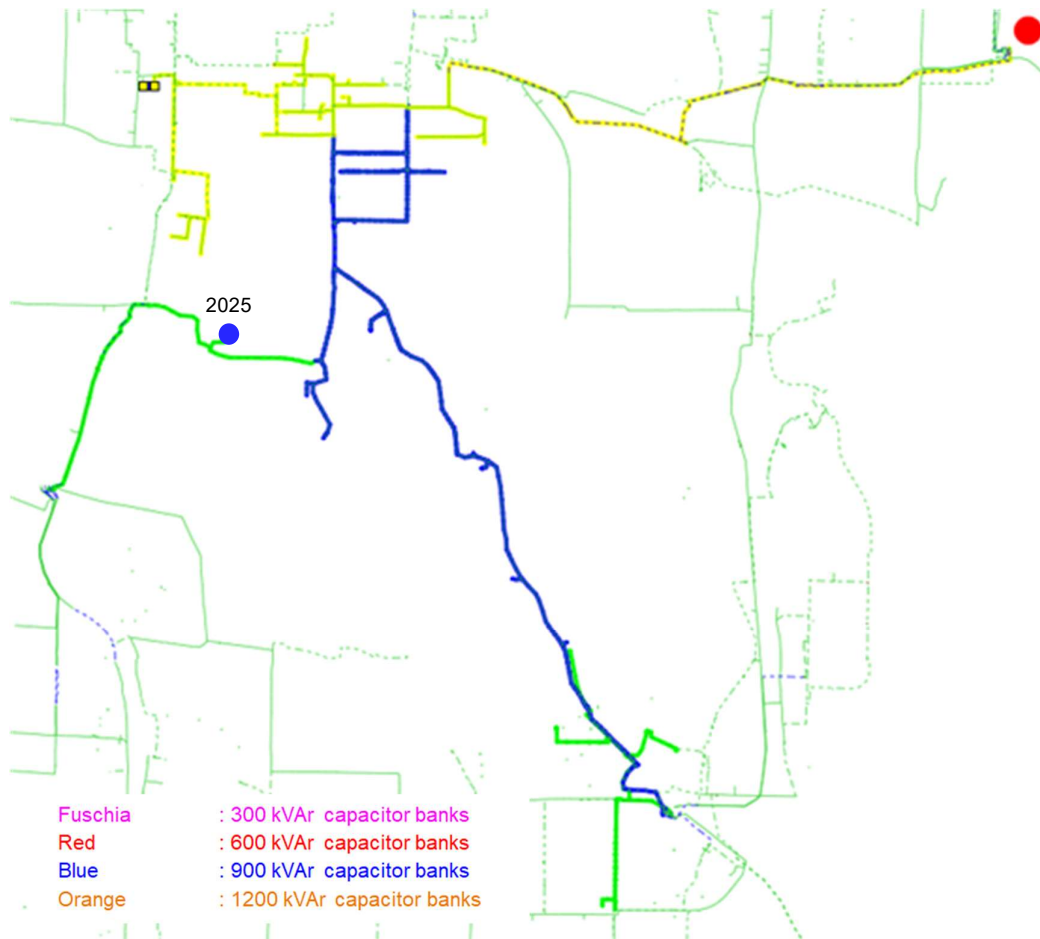 2025
Fuschia : 300 kVAr capacitor banks
Red : 600 kVAr capacitor banks
Blue : 900 kVAr capacitor banks
Orange : 1200 kVAr capacitor banks